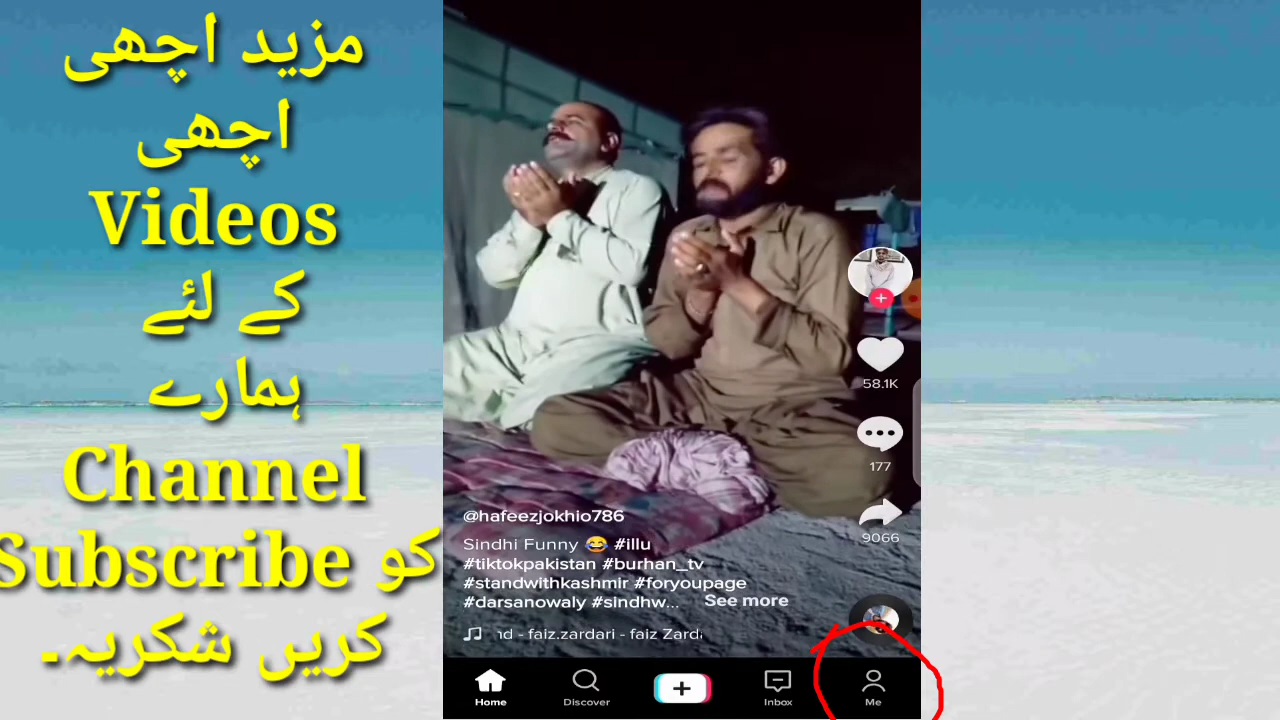 مزید اچھی
اچھی
Videos
کے لئے
ہمارے
Channel
کو Subscribe
کریں شکریہ۔
58.1K
177
9066
@hafeezjokhio786
Sindhi Funny 😂 #illu
#tiktokpakistan #burhan_tv
#standwithkashmir #foryoupage
#darsanowaly #sindhw... See more
nd - faiz.zardari - faiz Zard
Home
Discover
Inbox
Me